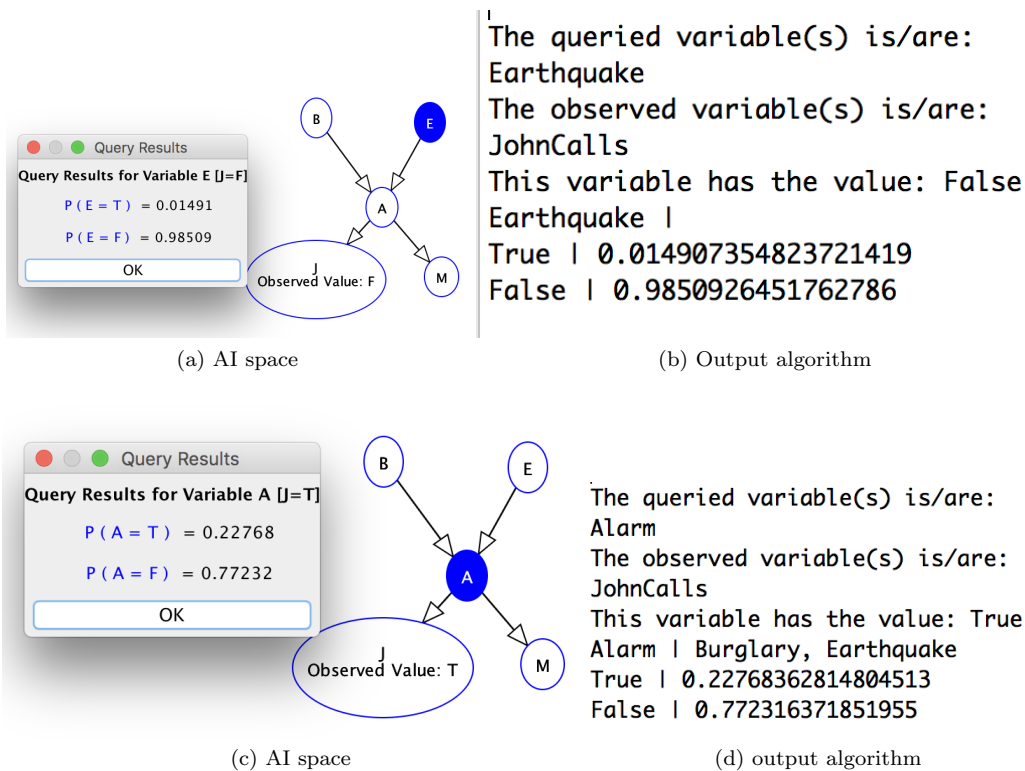 Query Results
Query Results for Variable E [J=F]
P ( E = T ) = 0.01491
P ( E = F ) = 0.98509
OK
B
E
A
J
Observed Value: F
M
The queried variable(s) is/are:
Earthquake
The observed variable(s) is/are:
JohnCalls
This variable has the value: False
Earthquake |
True | 0.014907354823721419
False | 0.9850926451762786
(a) AI space
(b) Output algorithm
Query Results
Query Results for Variable A [J=T]
P ( A = T ) = 0.22768
P ( A = F ) = 0.77232
OK
B
E
A
J
Observed Value: T
M
The queried variable(s) is/are:
Alarm
The observed variable(s) is/are:
JohnCalls
This variable has the value: True
Alarm | Burglary, Earthquake
True | 0.22768362814804513
False | 0.772316371851955
(c) AI space
(d) output algorithm